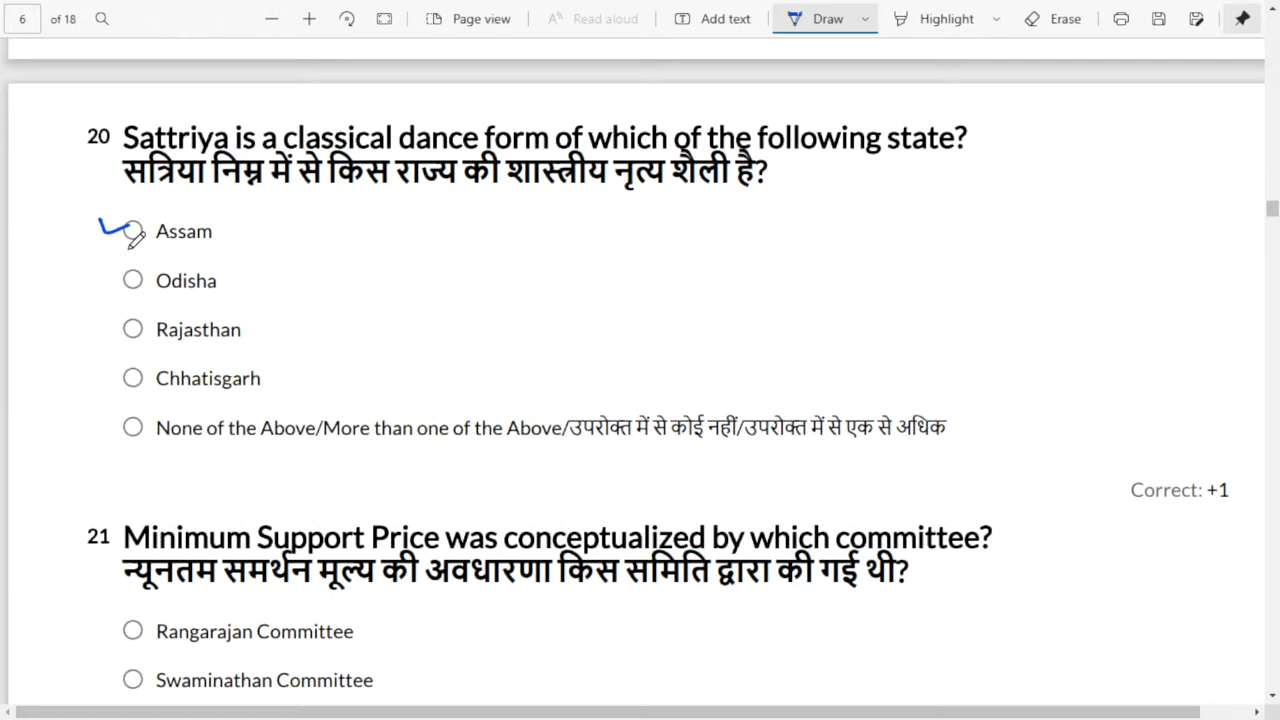 6 of 18 Page view Read aloud Add text Draw Highlight Erase
20 Sattriya is a classical dance form of which of the following state?
सत्रिया निम्न में से किस राज्य की शास्त्रीय नृत्य शैली है?
Assam
Odisha
Rajasthan
Chhatisgarh
None of the Above/More than one of the Above/उपरोक्त में से कोई नहीं/उपरोक्त में से एक से अधिक
Correct: +1
21 Minimum Support Price was conceptualized by which committee?
न्यूनतम समर्थन मूल्य की अवधारणा किस समिति द्वारा की गई थी?
Rangarajan Committee
Swaminathan Committee